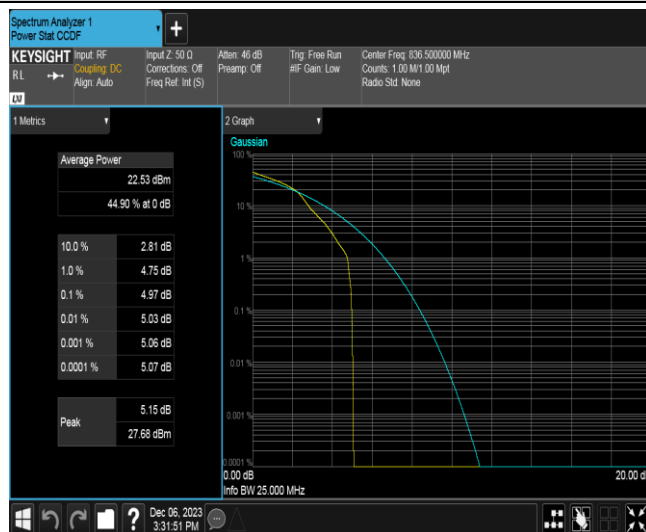 Spectrum Analyzer 1
Power Stat CCDF
KEYSIGHT
RL
Input: RF
Coupling: DC
Align: Auto
Input Z: 50 Ω
Corrections: Off
Freq Ref: Int (S)
Atten: 46 dB
Preamp: Off
Trig: Free Run
#IF Gain: Low
Center Freq: 836.500000 MHz
Counts: 1.00 M/1.00 Mpt
Radio Std: None
1 Metrics
Average Power
22.53 dBm
44.90 % at 0 dB
10.0 % 2.81 dB
1.0 % 4.75 dB
0.1 % 4.97 dB
0.01 % 5.03 dB
0.001 % 5.06 dB
0.0001 % 5.07 dB
Peak
5.15 dB
27.68 dBm
2 Graph
Gaussian
100 %
10 %
1 %
0.1 %
0.01 %
0.001 %
0.0001 %
0.00 dB 20.00 d
Info BW 25.000 MHz
Dec 06, 2023
3:31:51 PM